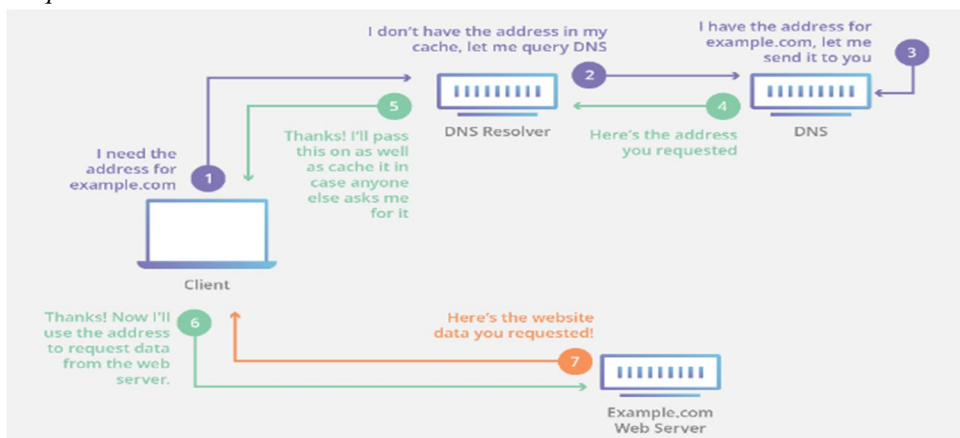 I don't have the address in my
cache, let me query DNS
I have the address for
example.com, let me
send it to you
3
2
5
4
DNS Resolver
DNS
Thanks! I'll pass
this on as well
as cache it in
case anyone
else asks me
for it
Here's the address
you requested
I need the
address for
example.com
1
Client
Thanks! Now I'll
use the address
to request data
from the web
server.
6
Here's the website
data you requested!
7
Example.com
Web Server